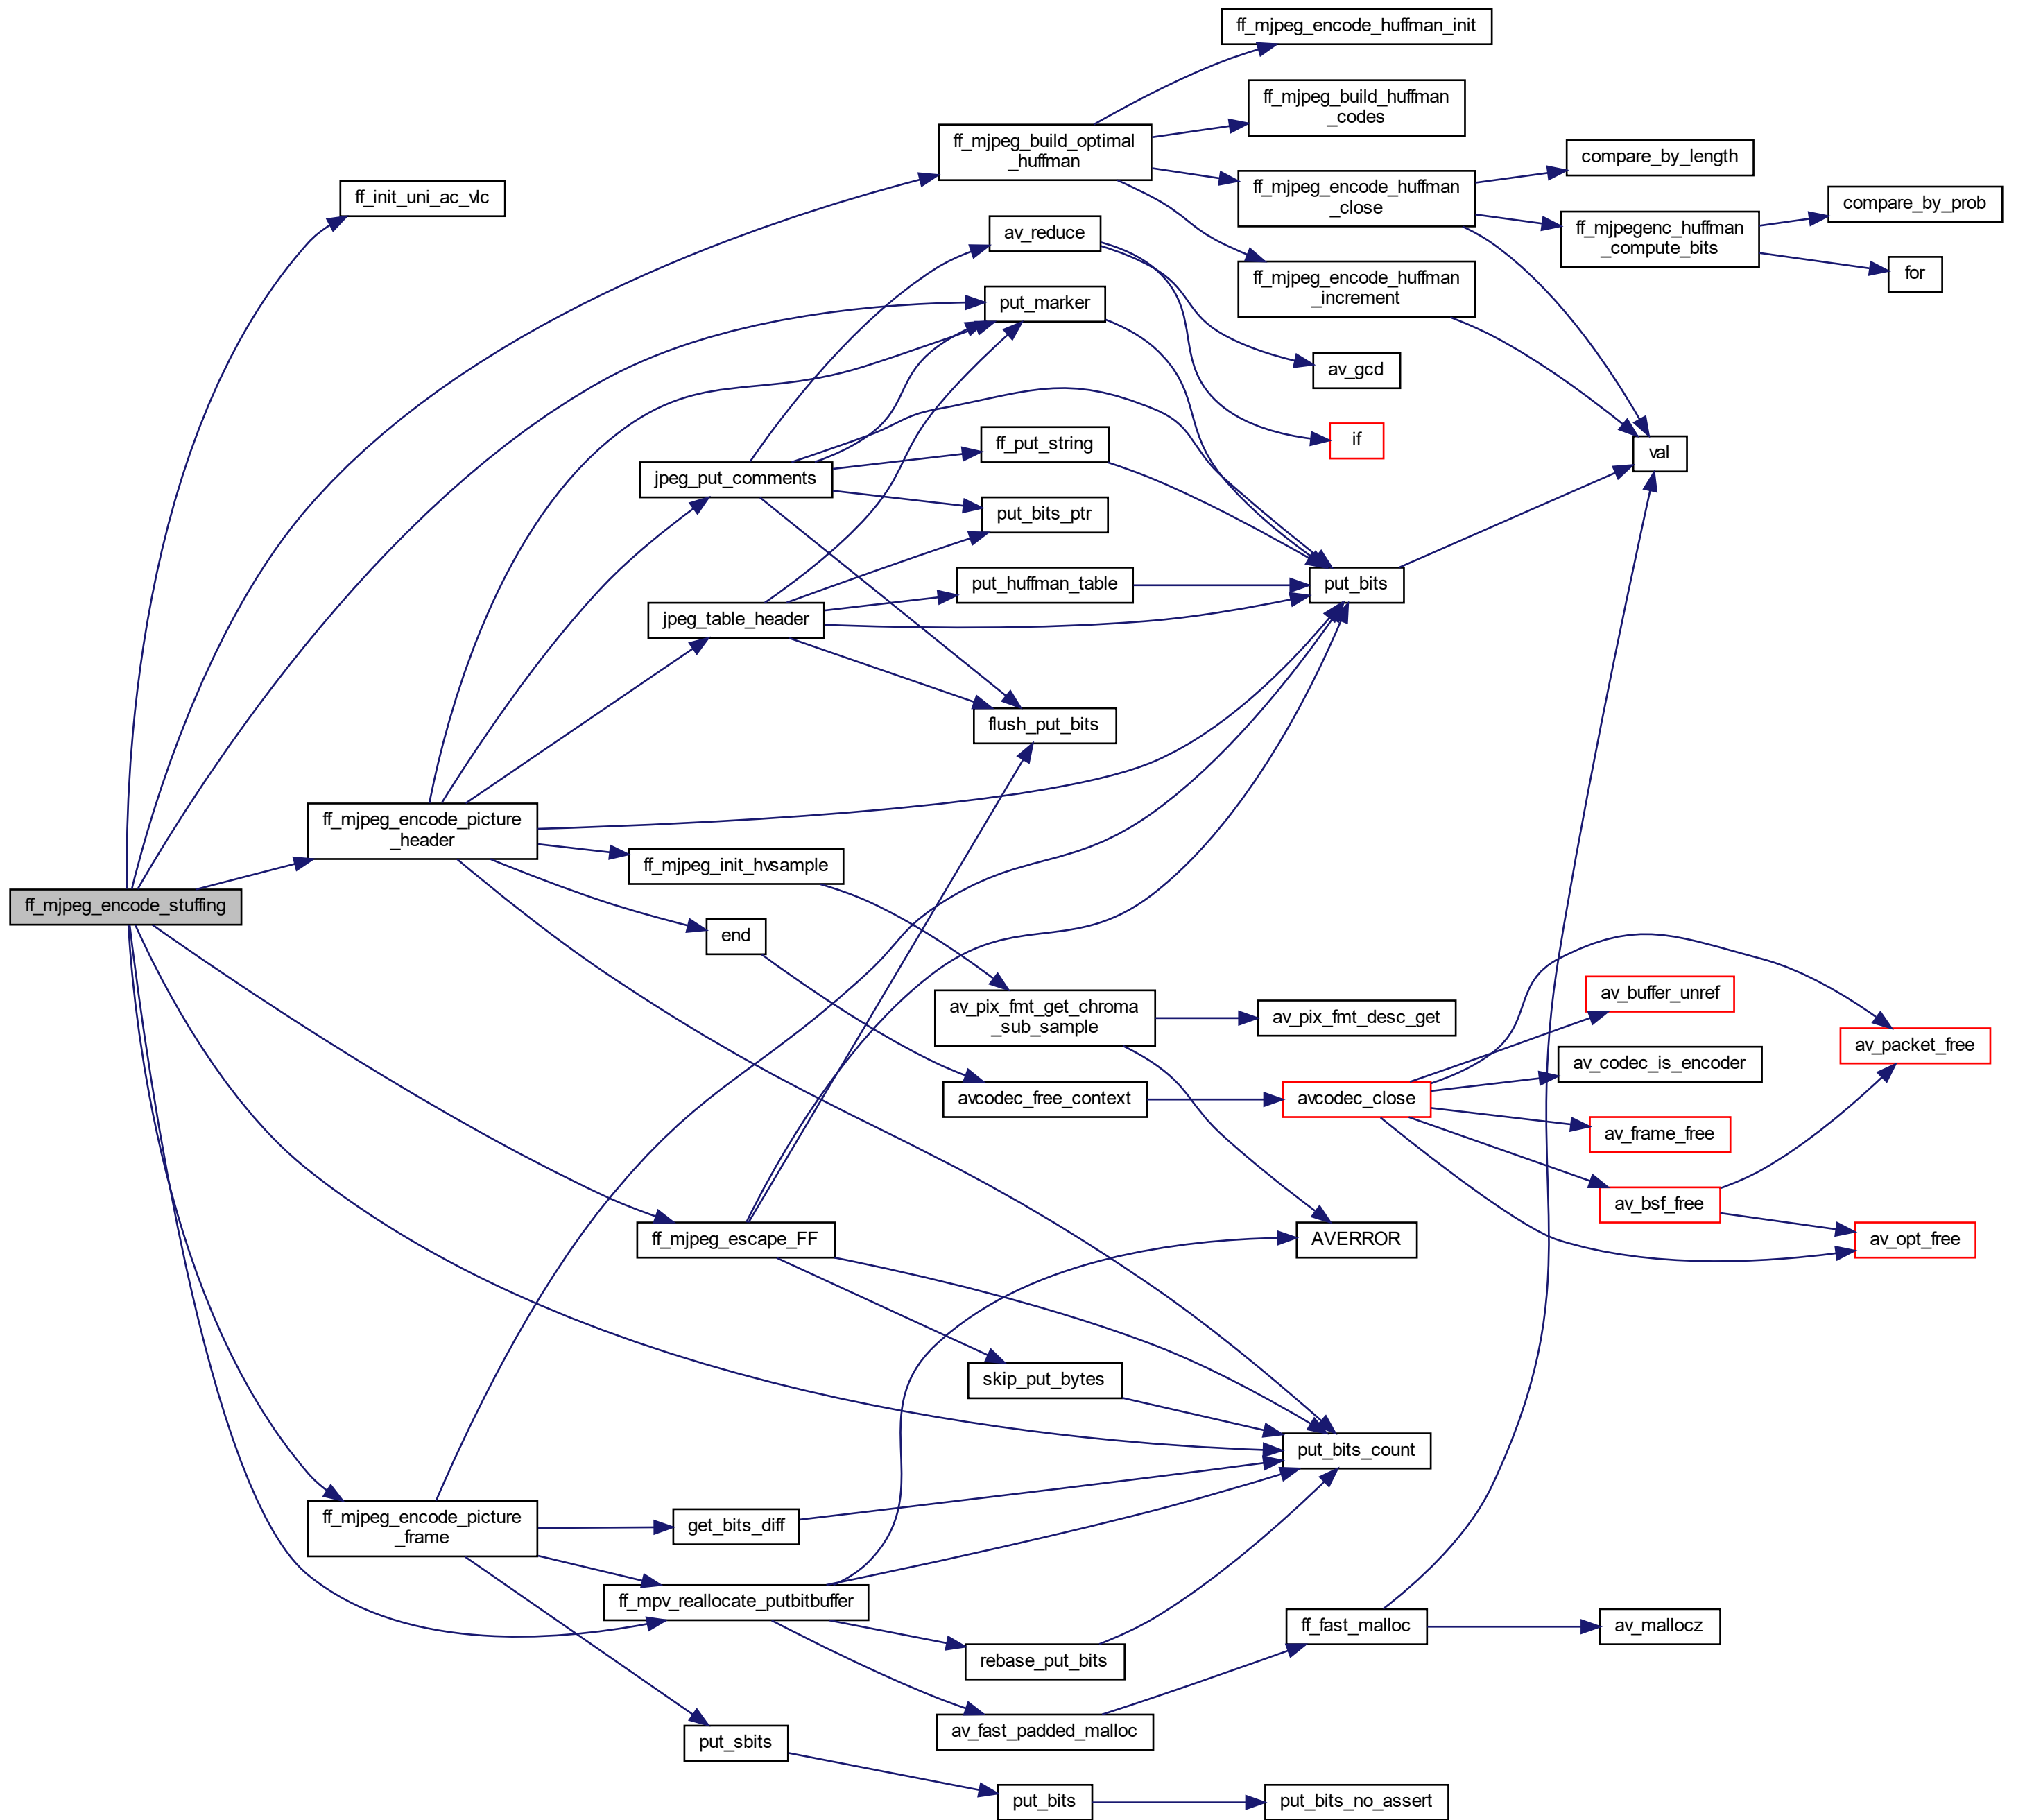 ff_mjpeg_encode_huffman_init
ff_mjpeg_build_huffman
_codes
ff_mjpeg_build_optimal
_huffman
compare_by_length
ff_mjpeg_encode_huffman
_close
compare_by_prob
ff_init_uni_ac_vlc
ff_mjpegenc_huffman
_compute_bits
av_reduce
for
ff_mjpeg_encode_huffman
_increment
put_marker
av_gcd
if
ff_put_string
val
jpeg_put_comments
put_bits_ptr
put_huffman_table
put_bits
jpeg_table_header
flush_put_bits
ff_mjpeg_encode_picture
_header
ff_mjpeg_init_hvsample
ff_mjpeg_encode_stuffing
end
av_buffer_unref
av_pix_fmt_get_chroma
_sub_sample
av_pix_fmt_desc_get
av_packet_free
av_codec_is_encoder
avcodec_free_context
avcodec_close
av_frame_free
av_bsf_free
ff_mjpeg_escape_FF
AVERROR
av_opt_free
skip_put_bytes
put_bits_count
ff_mjpeg_encode_picture
_frame
get_bits_diff
ff_mpv_reallocate_putbitbuffer
ff_fast_malloc
av_mallocz
rebase_put_bits
av_fast_padded_malloc
put_sbits
put_bits
put_bits_no_assert